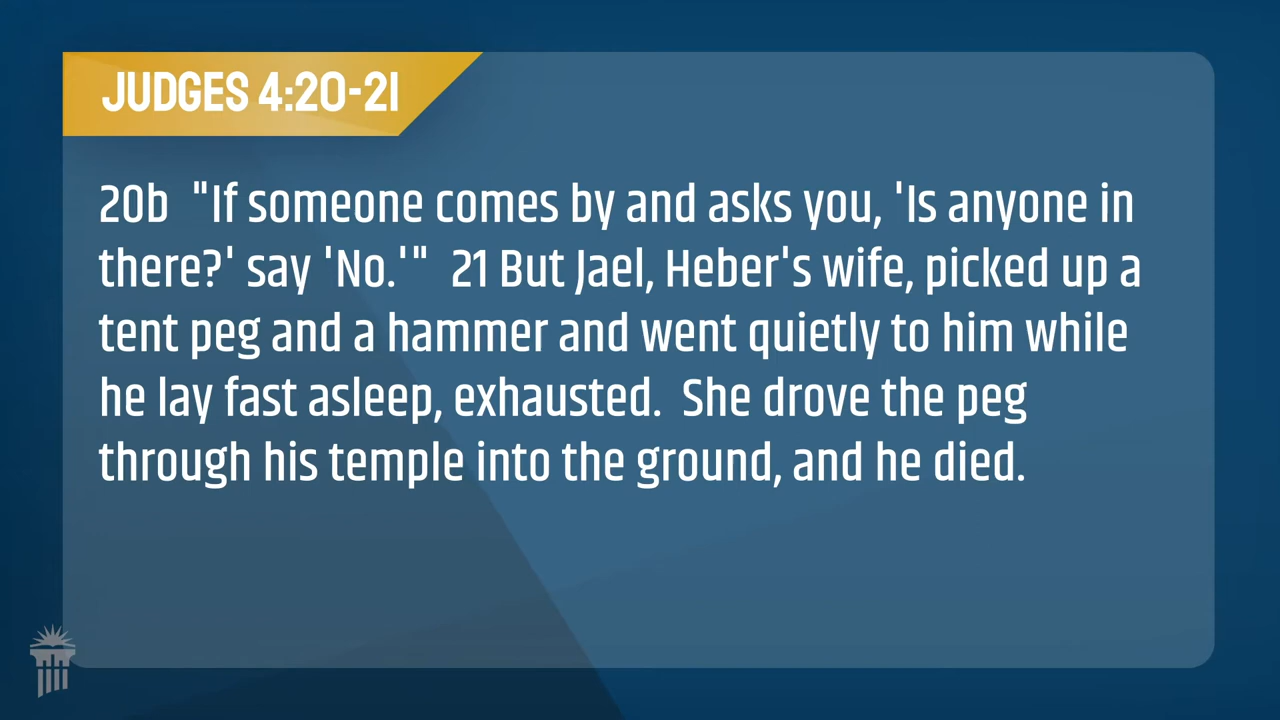 JUDGES 4:20-21
20b  "If someone comes by and asks you, 'Is anyone in
there?' say 'No.'"  21 But Jael, Heber's wife, picked up a
tent peg and a hammer and went quietly to him while
he lay fast asleep, exhausted.  She drove the peg
through his temple into the ground, and he died.